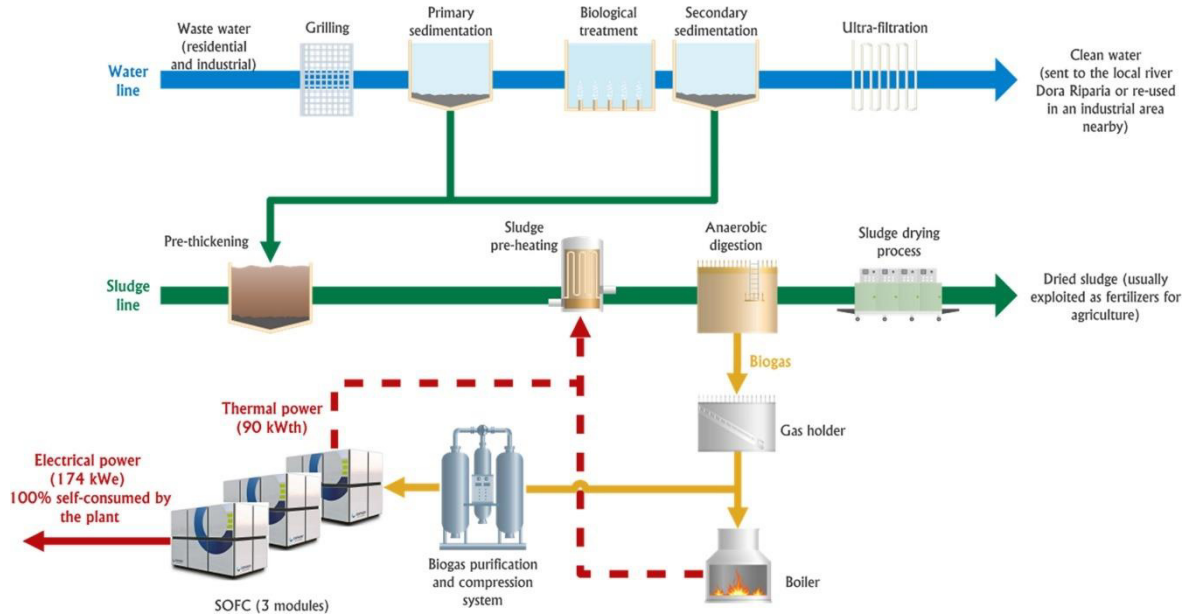 Waste water
(residential
and industrial)
Grilling
Primary
sedimentation
Biological
treatment
Secondary
sedimentation
Ultra-filtration
Water
line
Clean water
(sent to the local river
Dora Riparia or re-used
in an industrial area
nearby)
Pre-thickening
Sludge
pre-heating
Anaerobic
digestion
Sludge drying
process
Sludge
line
Dried sludge (usually
exploited as fertilizers for
agriculture)
Biogas
Thermal power
(90 kWth)
Gas holder
Electrical power
(174 kWe)
100% self-consumed by
the plant
Biogas purification
and compression
system
Boiler
SOFC (3 modules)